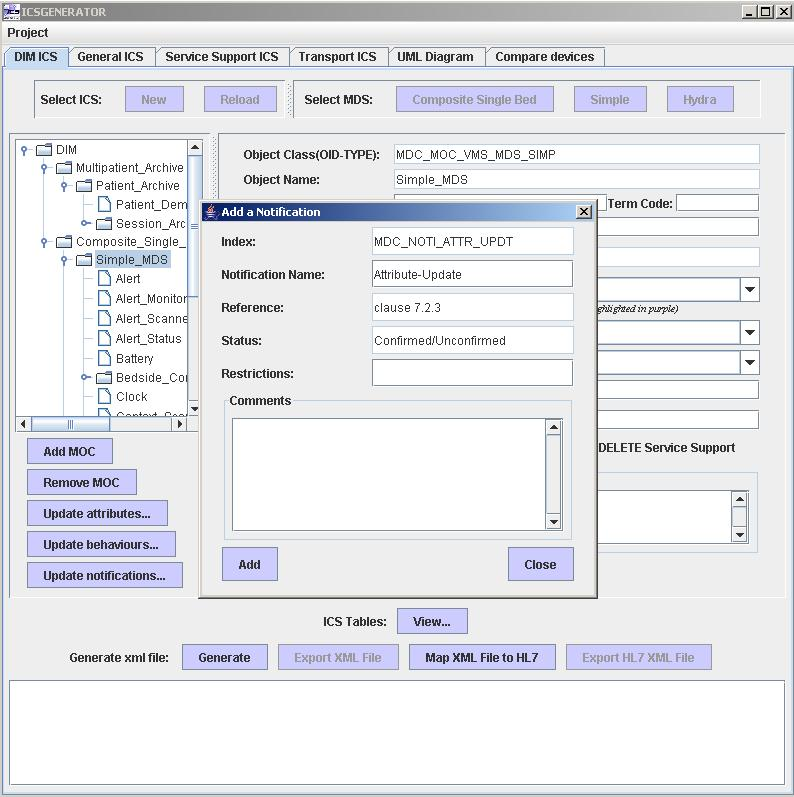 ICSGENERATOR
Project
DIM ICS General ICS Service Support ICS Transport ICS UML Diagram Compare devices
Select ICS: New Reload Select MDS: Composite Single Bed Simple Hydra
DIM
Multipatient_Archive
Patient_Archive
Patient_Dem
Session_Arc
Composite_Single_
Simple_MDS
Alert
Alert_Monitor
Alert_Scanne
Alert_Status
Battery
Bedside_Co
Clock
Object Class(OID-TYPE): MDC_MOC_VMS_MDS_SIMP
Object Name: Simple_MDS
Term Code:
ghlighted in purple)
DELETE Service Support
Add a Notification
Index: MDC_NOTI_ATTR_UPDT
Notification Name: Attribute-Update
Reference: clause 7.2.3
Status: Confirmed/Unconfirmed
Restrictions:
Comments
Add Close
Add MOC
Remove MOC
Update attributes...
Update behaviours...
Update notifications...
ICS Tables: View...
Generate xml file: Generate Export XML File Map XML File to HL7 Export HL7 XML File